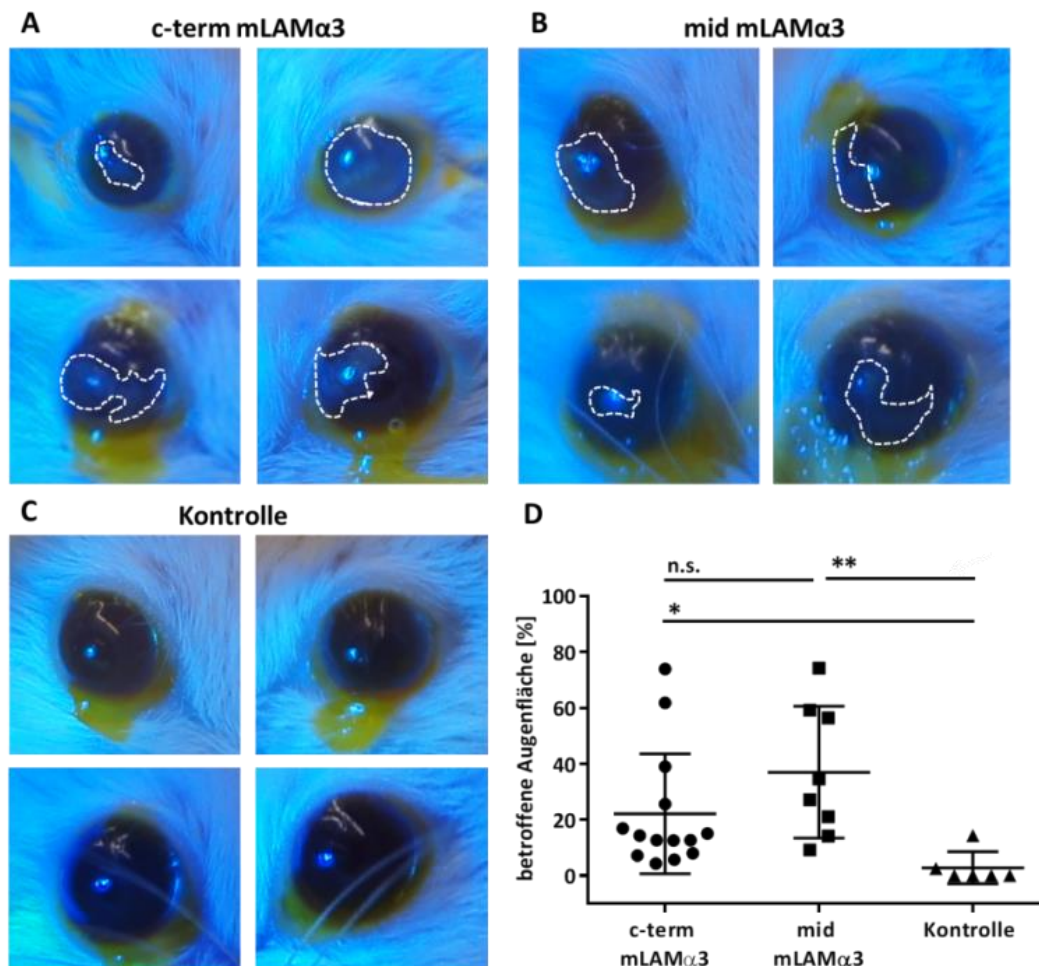 A
c-term mLAMα3
B
mid mLAMα3
C
Kontrolle
D
n.s.
**
*
betroffene Augenfläche [%]
100
80
60
40
20
0
c-term
mLAMα3
mid
mLAMα3
Kontrolle